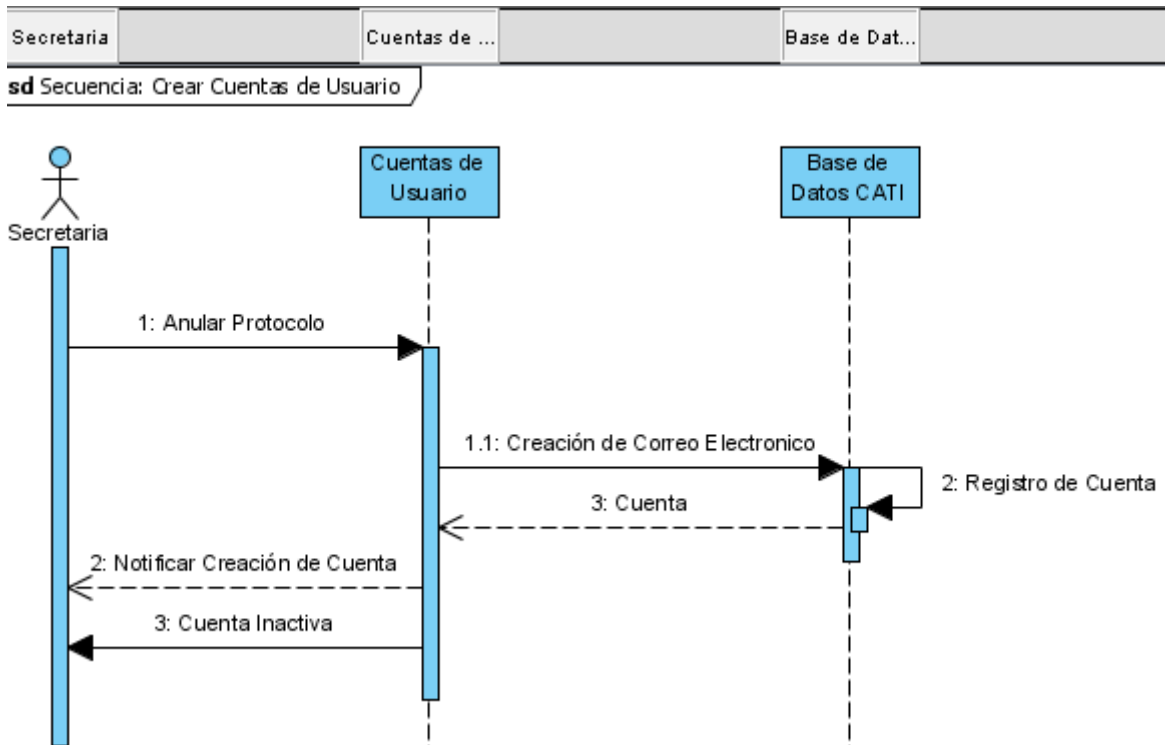 Secretaria
Cuentas de ...
Base de Dat...
sd Secuencia: Crear Cuentas de Usuario
Cuentas de
Usuario
Base de
Datos CATI
Secretaria
1: Anular Protocolo
1.1: Creación de Correo Electronico
2: Registro de Cuenta
3: Cuenta
2: Notificar Creación de Cuenta
3: Cuenta Inactiva